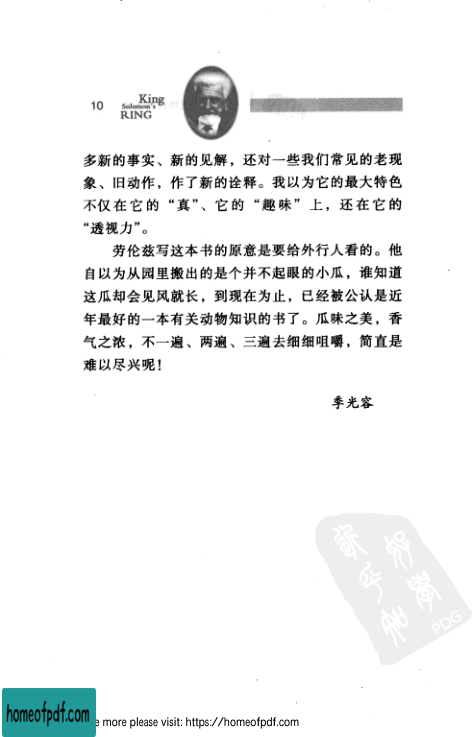 10
King
Solomon's
RING
多新的事实、新的见解，还对一些我们常见的老现
象、旧动作，作了新的诠释。我以为它的最大特色
不仅在它的“真”、它的“趣味”上，还在它的
“透视力”。
劳伦兹写这本书的原意是要给外行人看的。他
自以为从园里搬出的是个并不起眼的小瓜，谁知道
这瓜却会见风就长，到现在为止，已经被公认是近
年最好的一本有关动物知识的书了。瓜味之美，香
气之浓，不一遍、两遍、三遍去细细咀嚼，简直是
难以尽兴呢！
季光容
好学
近乎知
PDG
homeofpdf.com
e more please visit: https://homeofpdf.com